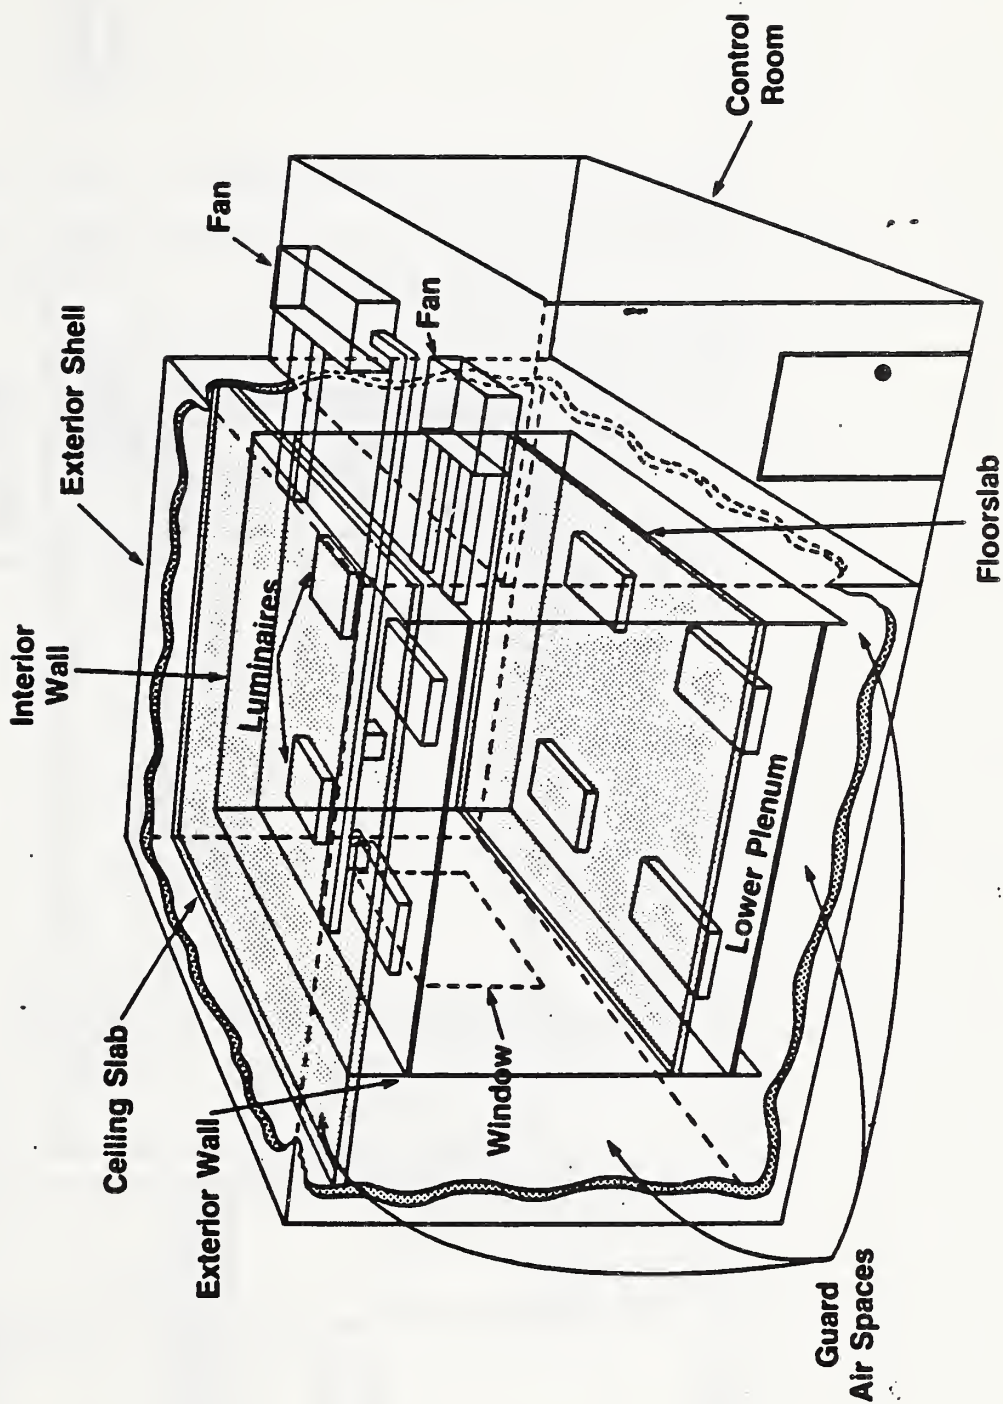 Interior
Wall
Exterior Shell
Ceiling Slab
Exterior Wall
Fan
Luminaires
Fan
Window
Control
Room
Lower Plenum
Guard
Air Spaces
Floorslab